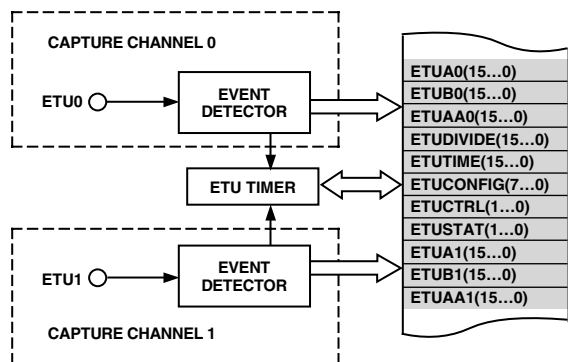 CAPTURE CHANNEL 0
ETU0
EVENT
DETECTOR
ETU TIMER
ETU1
EVENT
DETECTOR
CAPTURE CHANNEL 1
ETUA0(15...0)
ETUB0(15...0)
ETUAA0(15...0)
ETUDIVIDE(15...0)
ETUTIME(15...0)
ETUCONFIG(7...0)
ETUCTRL(1...0)
ETUSTAT(1...0)
ETUA1(15...0)
ETUB1(15...0)
ETUAA1(15...0)